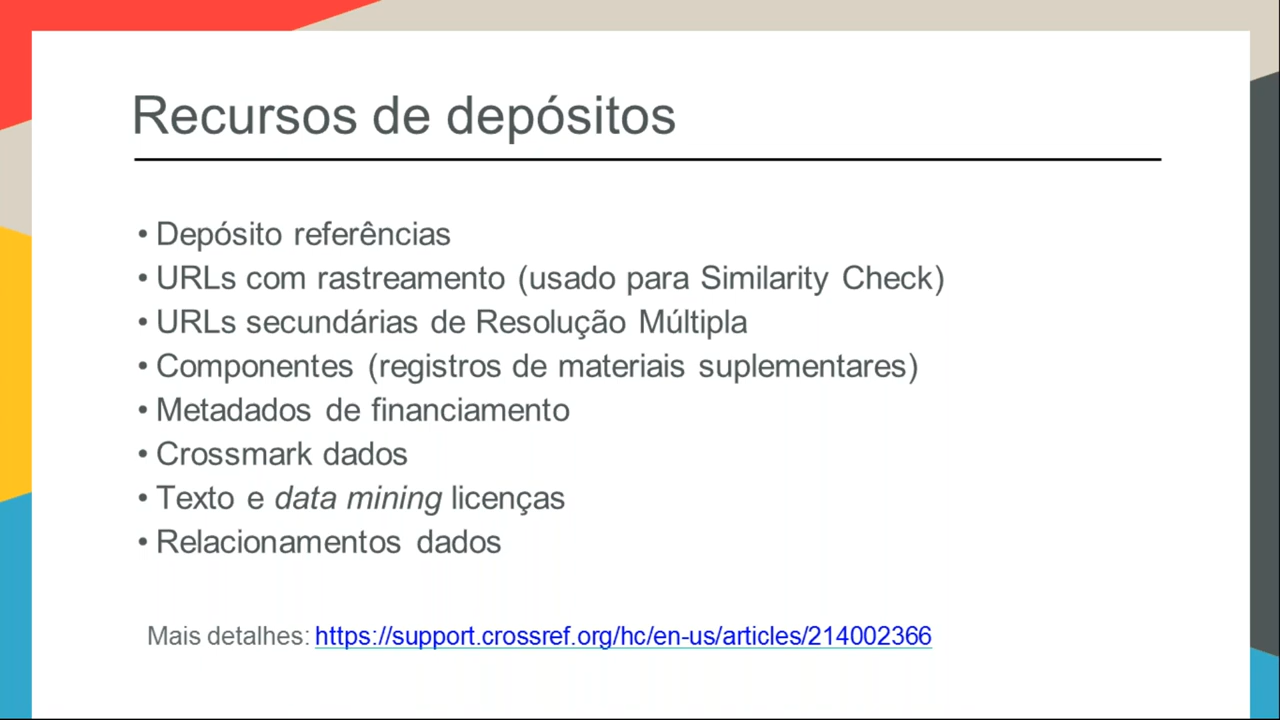 Recursos de depósitos
• Depósito referências
• URLs com rastreamento (usado para Similarity Check)
• URLs secundárias de Resolução Múltipla
• Componentes (registros de materiais suplementares)
• Metadados de financiamento
• Crossmark dados
• Texto e data mining licenças
• Relacionamentos dados
Mais detalhes: https://support.crossref.org/hc/en-us/articles/214002366